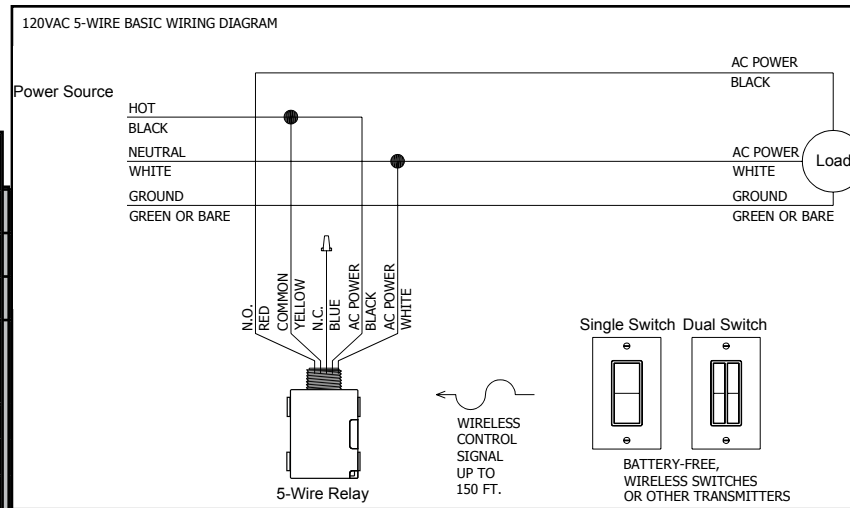 120VAC 5-WIRE BASIC WIRING DIAGRAM
AC POWER
BLACK
Power Source
HOT
BLACK
NEUTRAL
WHITE
AC POWER
WHITE
Load
GROUND
GREEN OR BARE
GROUND
GREEN OR BARE
N.O.
RED
COMMON
YELLOW
N.C.
BLUE
AC POWER
BLACK
AC POWER
WHITE
Single Switch
Dual Switch
WIRELESS
CONTROL
SIGNAL
UP TO
150 FT.
BATTERY-FREE,
WIRELESS SWITCHES
OR OTHER TRANSMITTERS
5-Wire Relay